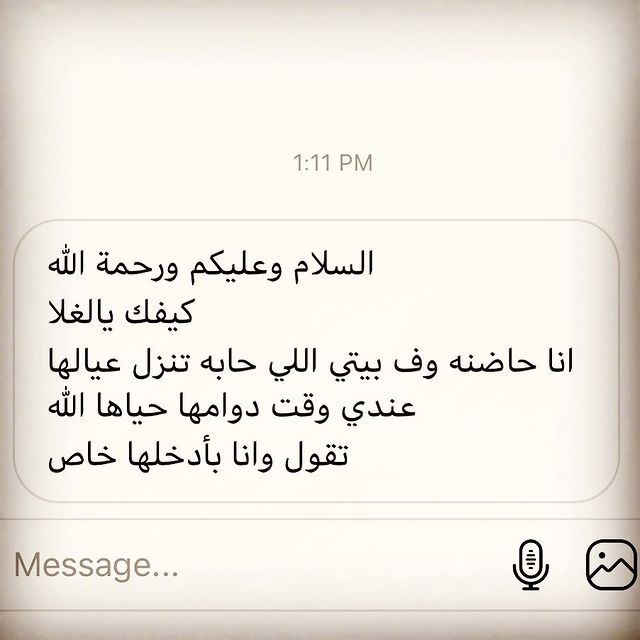 1:11 PM
السلام وعليكم ورحمة الله
كيفك يالغلا
انا حاضنه وف بيتي اللي حابه تنزل عيالها
عندي وقت دوامها حياها الله
تقول وانا بأدخلها خاص
Message...